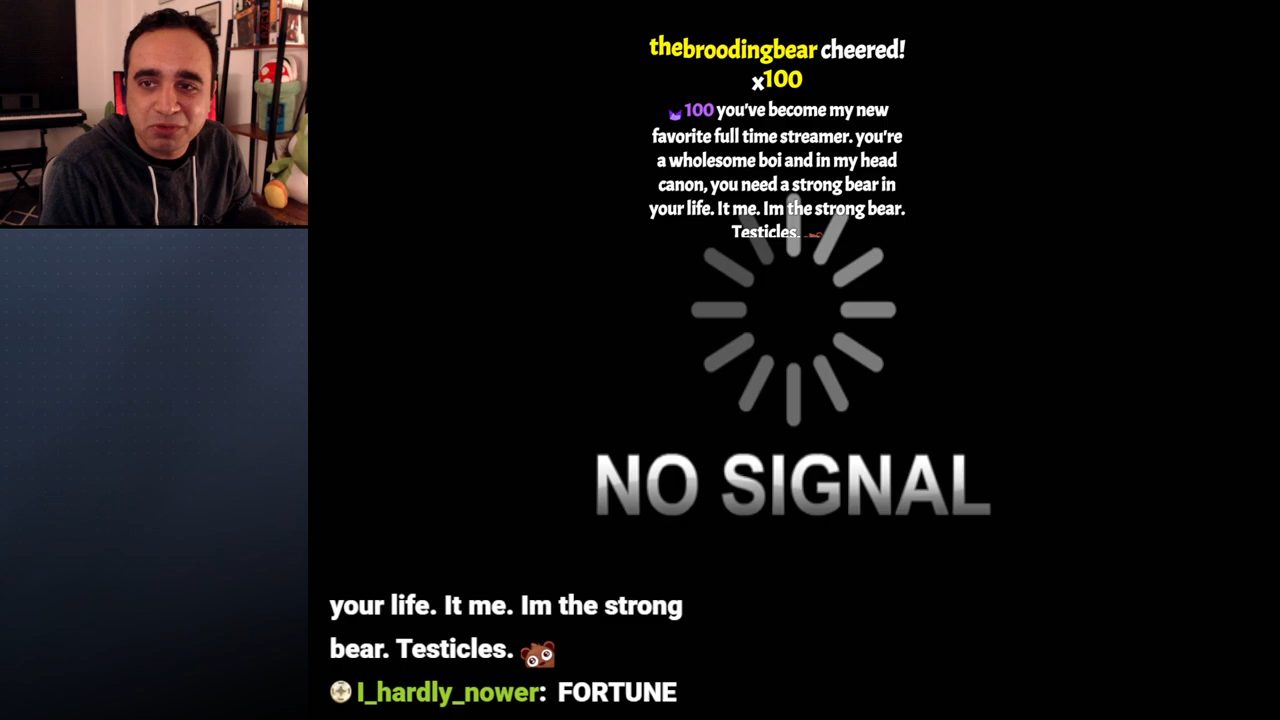 thebroodingbear cheered!
x100
100 you've become my new
favorite full time streamer. you're
a wholesome boi and in my head
canon, you need a strong bear in
your life. It me. Im the strong bear.
Testicles.
NO SIGNAL
your life. It me. Im the strong
bear. Testicles.
I_hardly_nower: FORTUNE